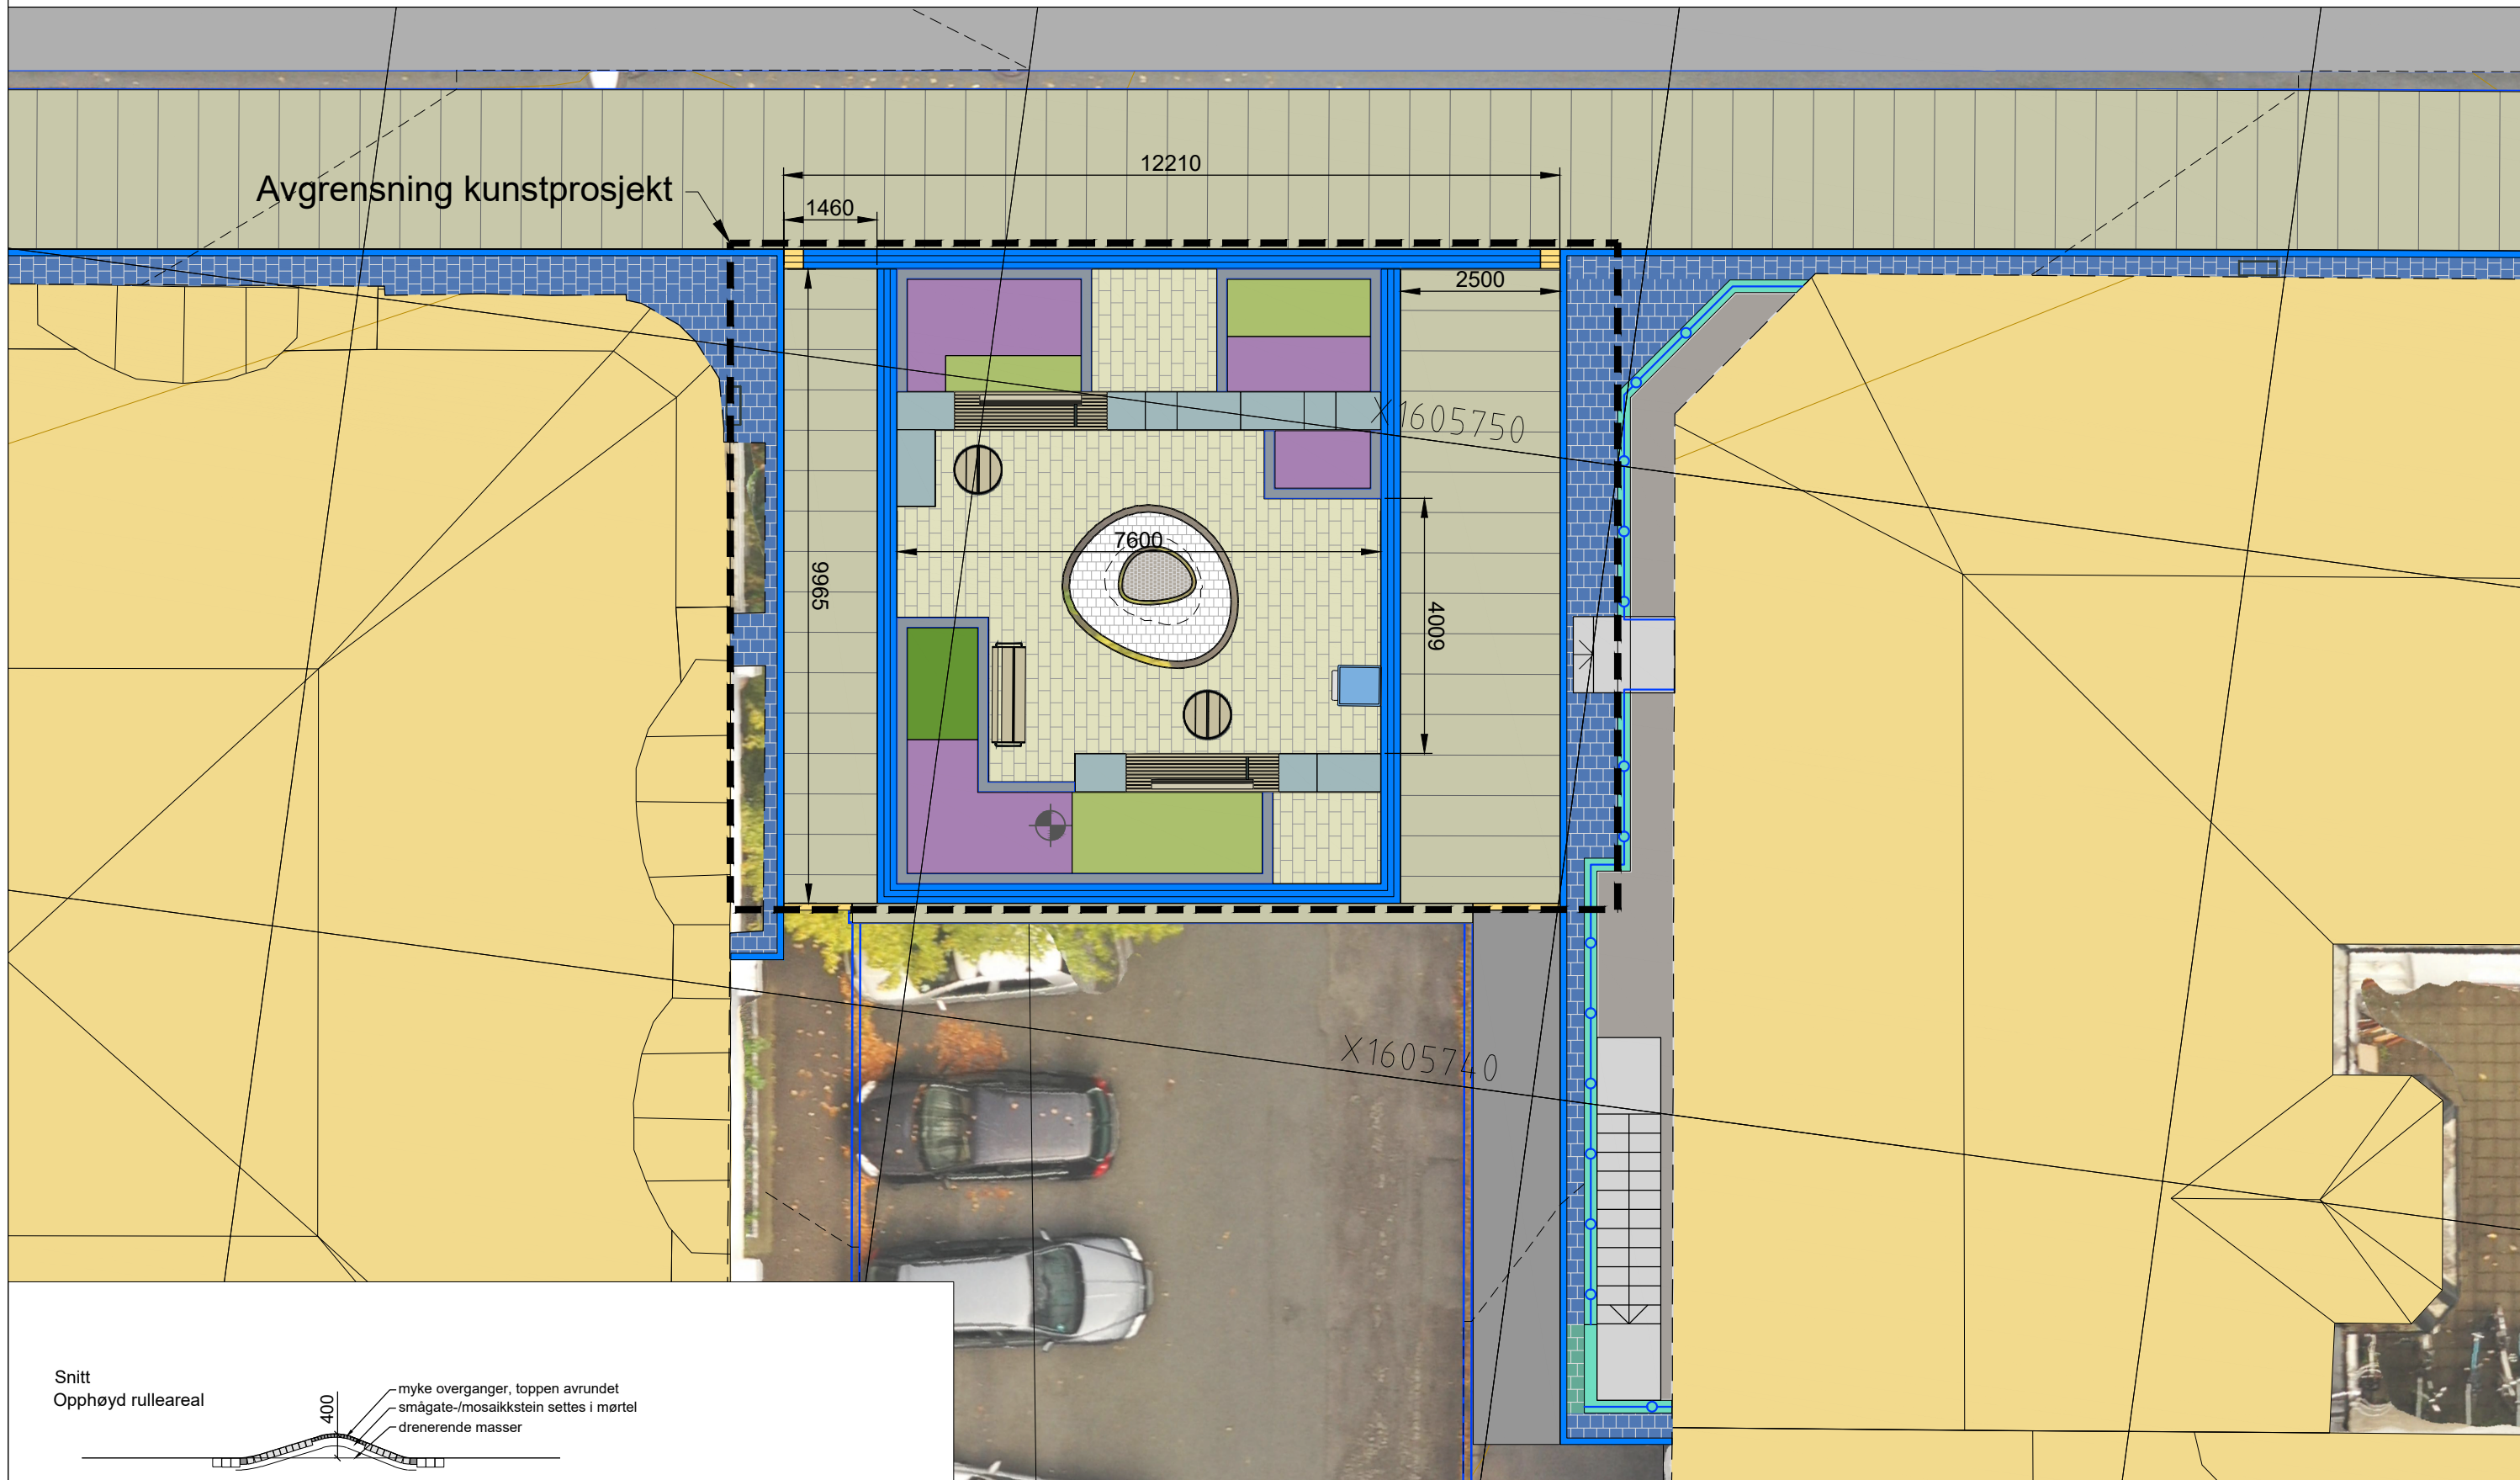 12210
Avgrensning kunstprosjekt
1460
2500
X1605750
7600
9965
4009
X1605740
Snitt
Opphøyd rulleareal
400
myke overganger, toppen avrundet
smågate-/mosaikkstein settes i mørtel
drenerende masser